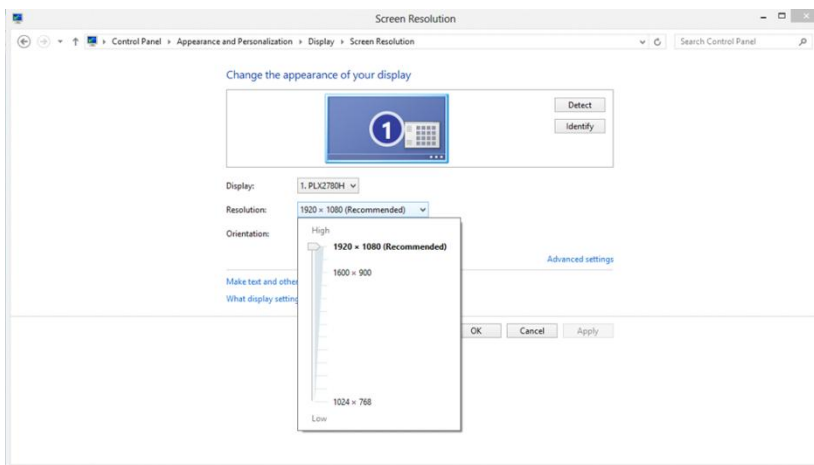 Screen Resolution
Control Panel Appearance and Personalization Display Screen Resolution
Search Control Panel
Change the appearance of your display
1
Detect
Identify
Display: 1. PLX2780H
Resolution: 1920 × 1080 (Recommended)
Orientation:
High
1920 × 1080 (Recommended)
1600 × 900
1024 × 768
Low
Advanced settings
Make text and other
What display setting
OK Cancel Apply